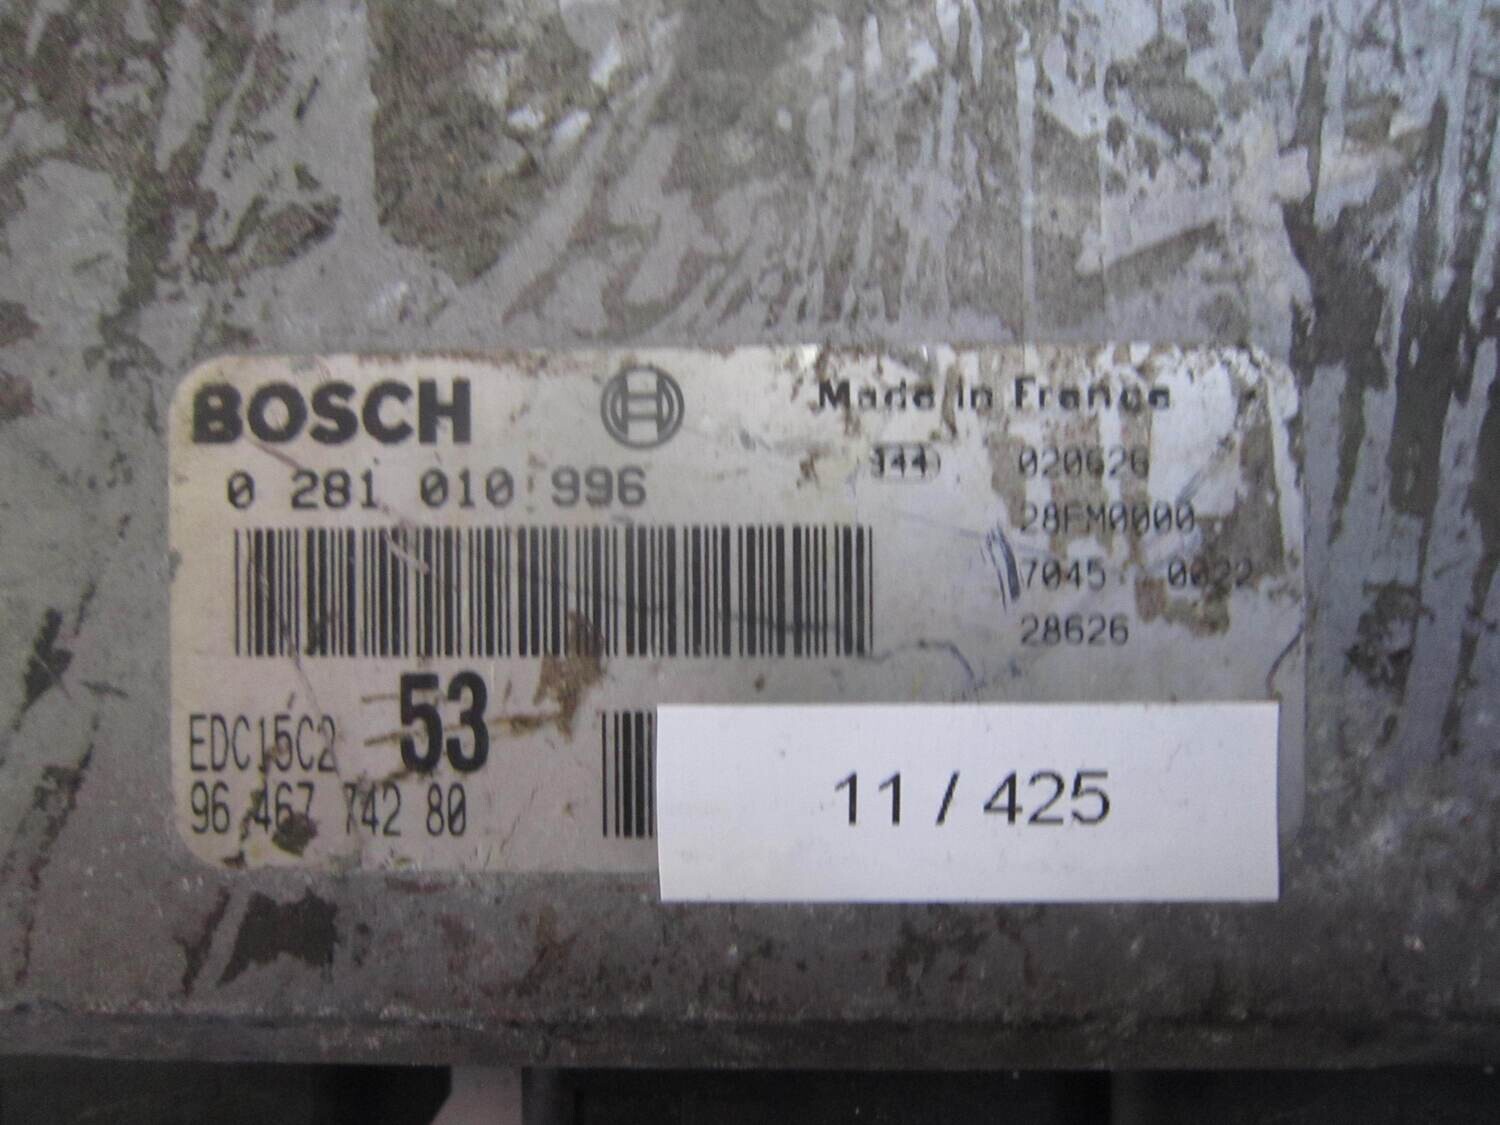 BOSCH
Made in France
0 281 010 996
344
020626
28FM0000
7045 0022
28626
53
EDC15C2
96 467 742 80
11 / 425